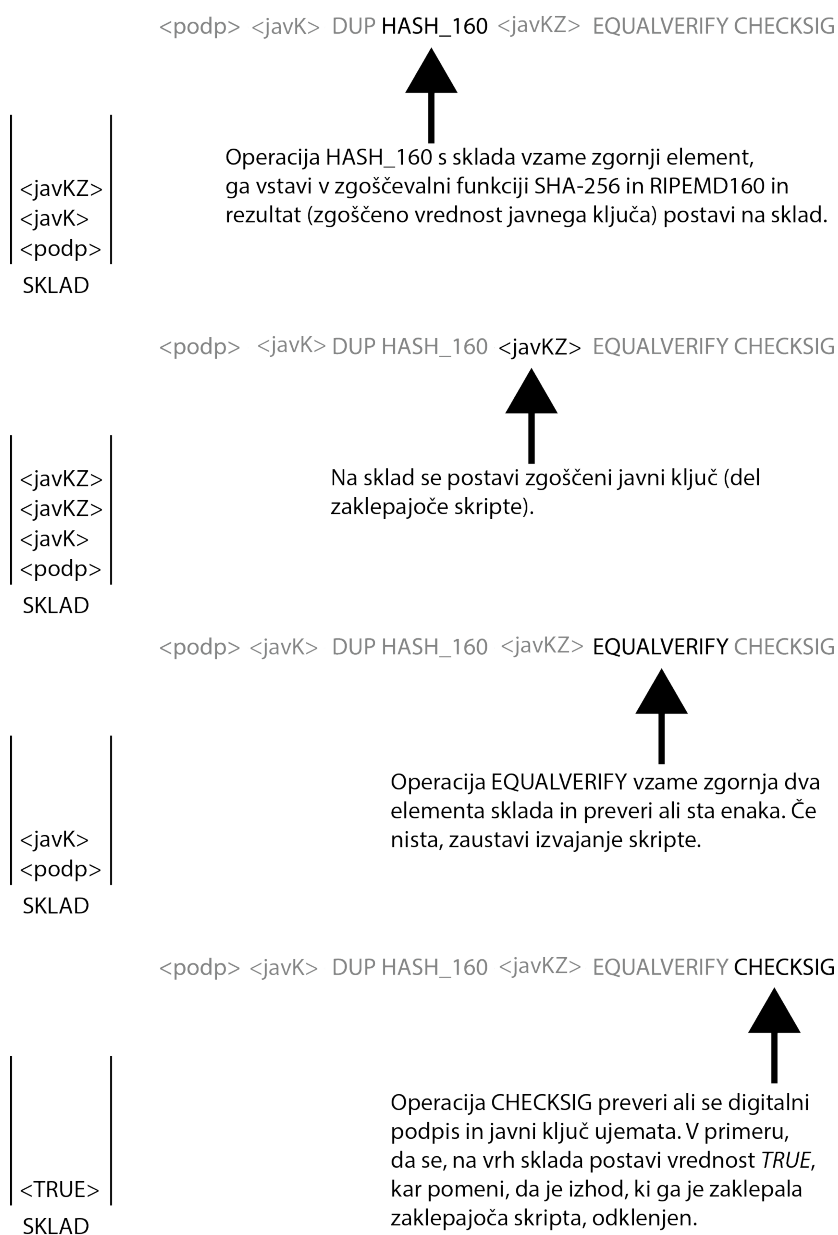 <podp> <javK> DUP HASH_160 <javKZ> EQUALVERIFY CHECKSIG
Operacija HASH_160 s sklada vzame zgornji element,
ga vstavi v zgoščevalni funkciji SHA-256 in RIPEMD160 in
rezultat (zgoščeno vrednost javnega ključa) postavi na sklad.
<javKZ>
<javK>
<podp>
SKLAD
<podp> <javK> DUP HASH_160 <javKZ> EQUALVERIFY CHECKSIG
Na sklad se postavi zgoščeni javni ključ (del
zaklepajoče skripte).
<javKZ>
<javKZ>
<javK>
<podp>
SKLAD
<podp> <javK> DUP HASH_160 <javKZ> EQUALVERIFY CHECKSIG
Operacija EQUALVERIFY vzame zgornja dva
elementa sklada in preveri ali sta enaka. Če
nista, zaustavi izvajanje skripte.
<javK>
<podp>
SKLAD
<podp> <javK> DUP HASH_160 <javKZ> EQUALVERIFY CHECKSIG
Operacija CHECKSIG preveri ali se digitalni
podpis in javni ključ ujemata. V primeru,
da se, na vrh sklada postavi vrednost TRUE,
kar pomeni, da je izhod, ki ga je zaklepala
zaklepajoča skripta, odklenjen.
<TRUE>
SKLAD